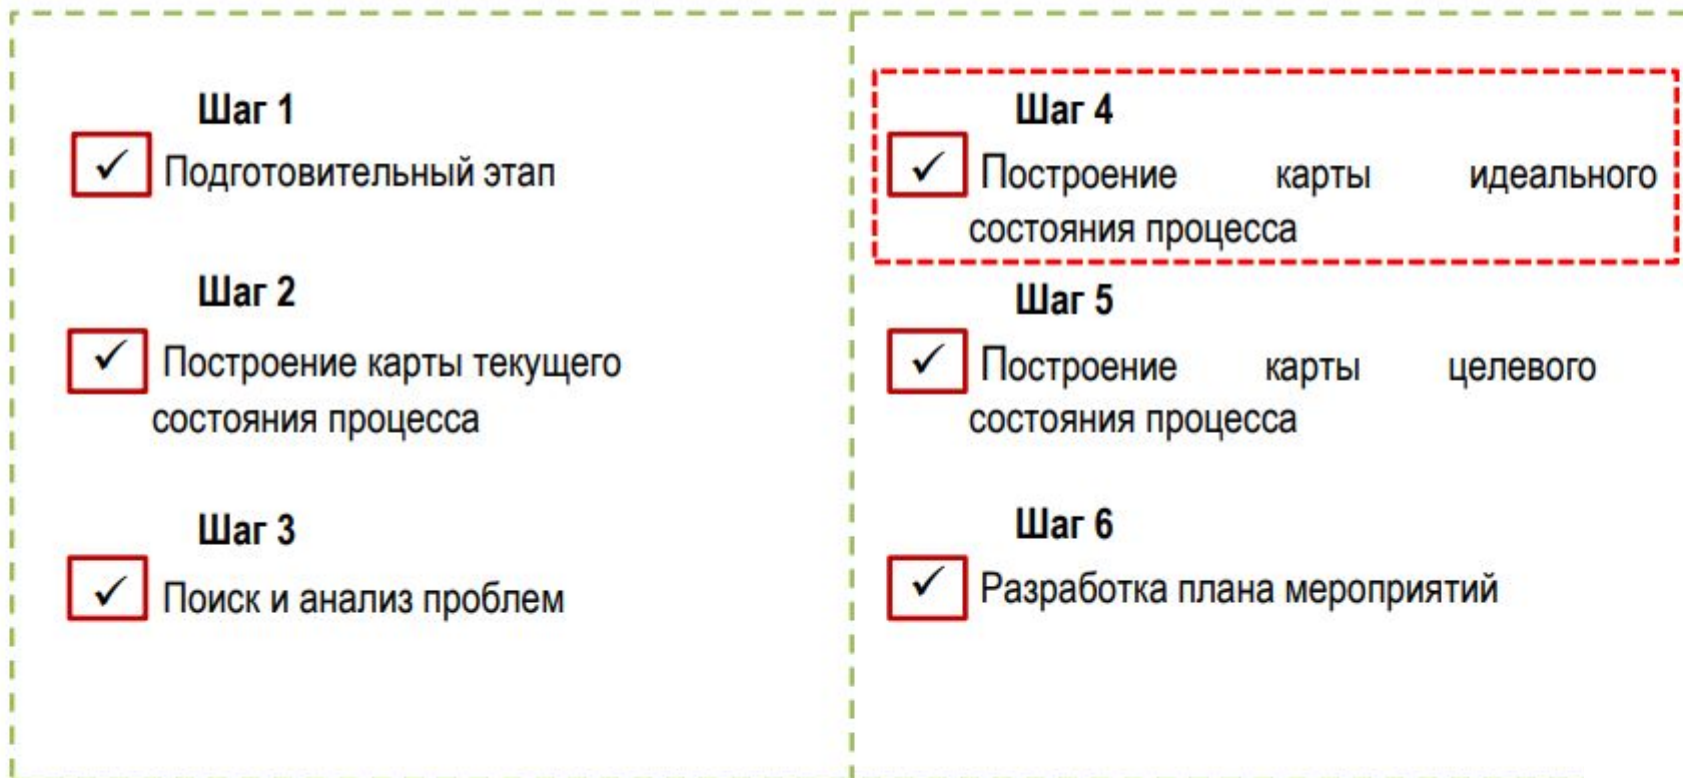 Шаг 1
✓ Подготовительный этап
Шаг 2
✓ Построение карты текущего
состояния процесса
Шаг 3
✓ Поиск и анализ проблем
Шаг 4
✓ Построение карты идеального
состояния процесса
Шаг 5
✓ Построение карты целевого
состояния процесса
Шаг 6
✓ Разработка плана мероприятий